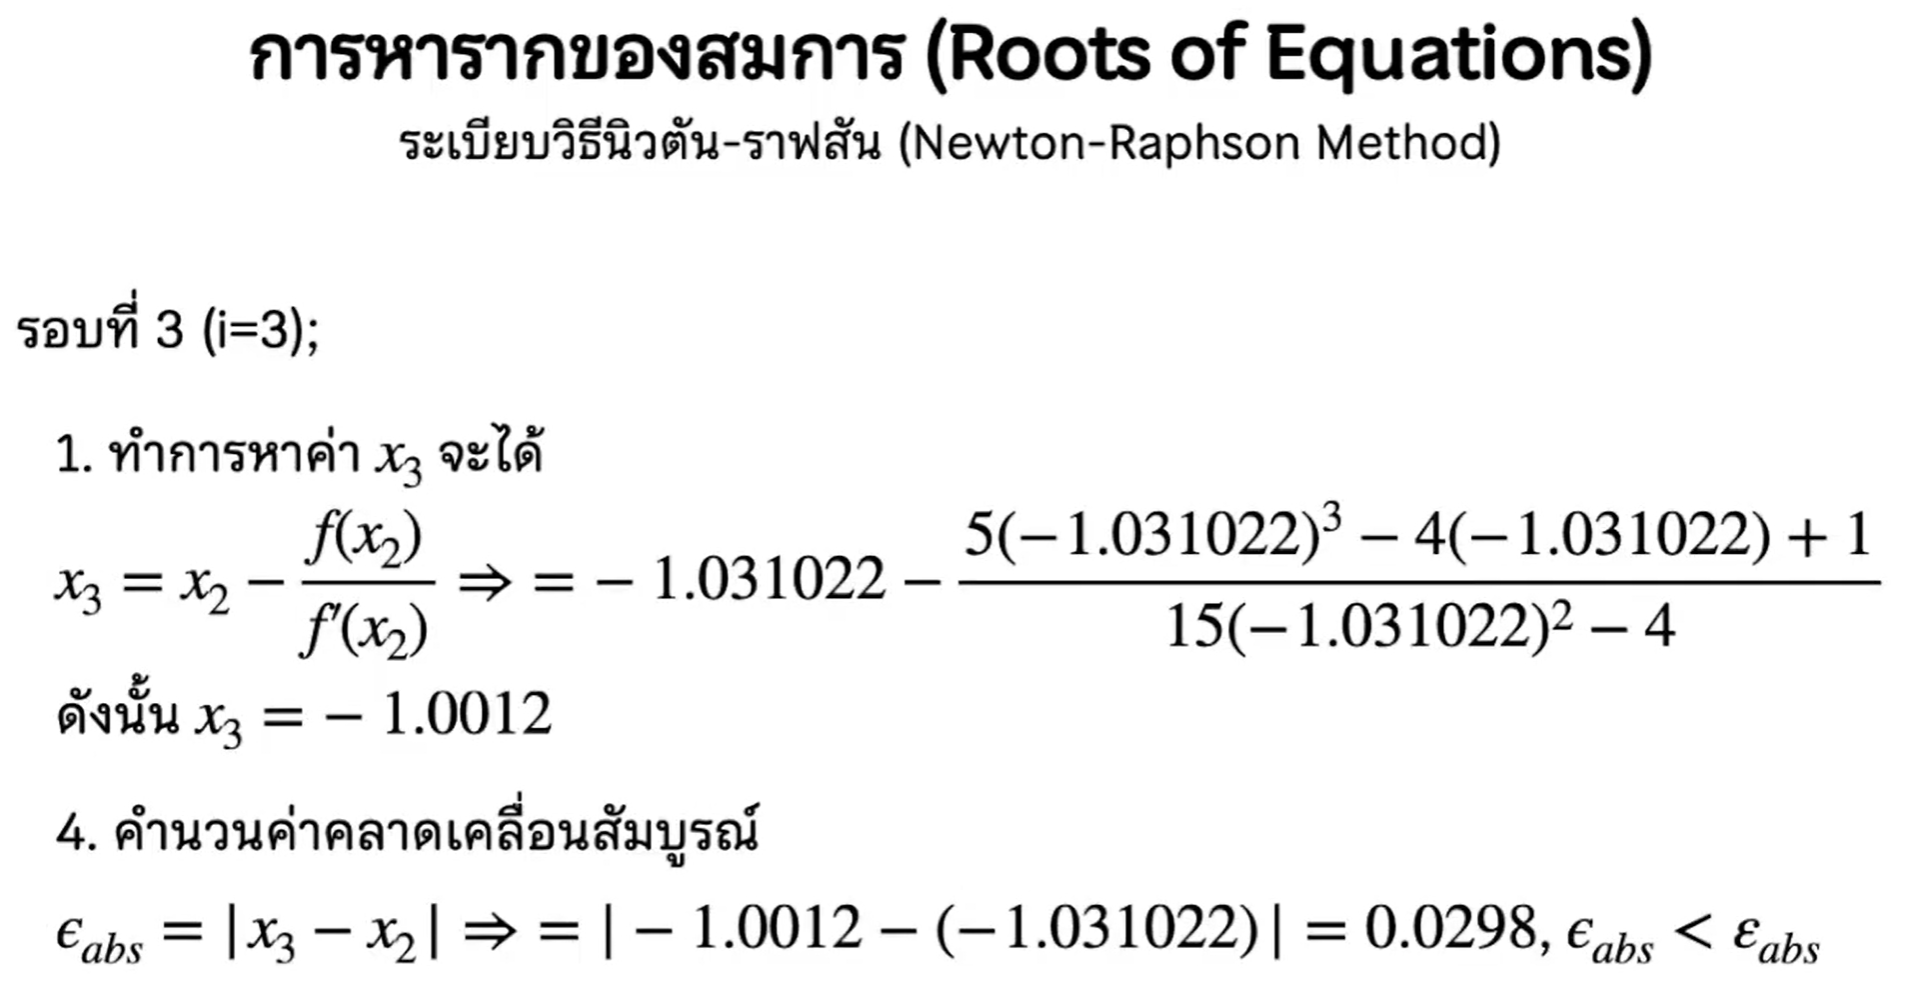 การหารากของสมการ (Roots of Equations)
ระเบียบวิธีนิวตัน-ราฟสัน (Newton-Raphson Method)
รอบที่ 3 (i=3);
1. ทำการหาค่า x₃ จะได้
x₃ = x₂ − f(x₂)/f′(x₂) ⇒ = − 1.031022 − (5(−1.031022)³ − 4(−1.031022) + 1)/(15(−1.031022)² − 4)
ดังนั้น x₃ = − 1.0012
4. คำนวนค่าคลาดเคลื่อนสัมบูรณ์
ϵ_abs = |x₃ − x₂| ⇒ = | − 1.0012 − (−1.031022)| = 0.0298, ϵ_abs < ε_abs